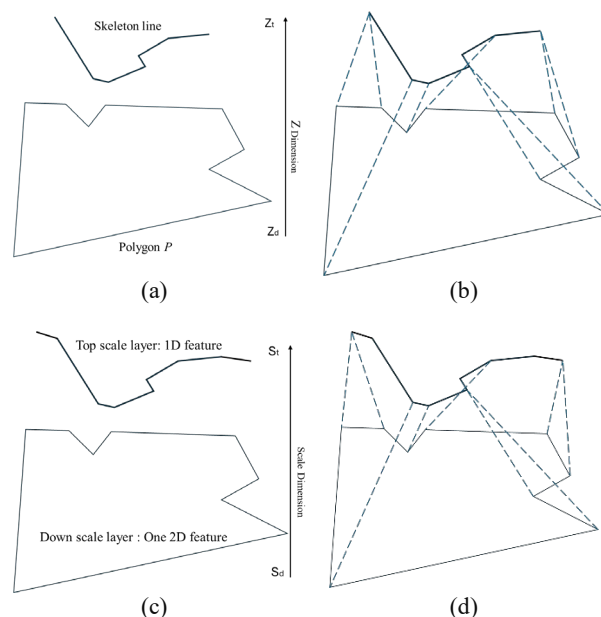 Skeleton line
Zt
Z Dimension
Zd
Polygon P
(a)
(b)
Top scale layer: 1D feature
St
Scale Dimension
Down scale layer : One 2D feature
Sd
(c)
(d)